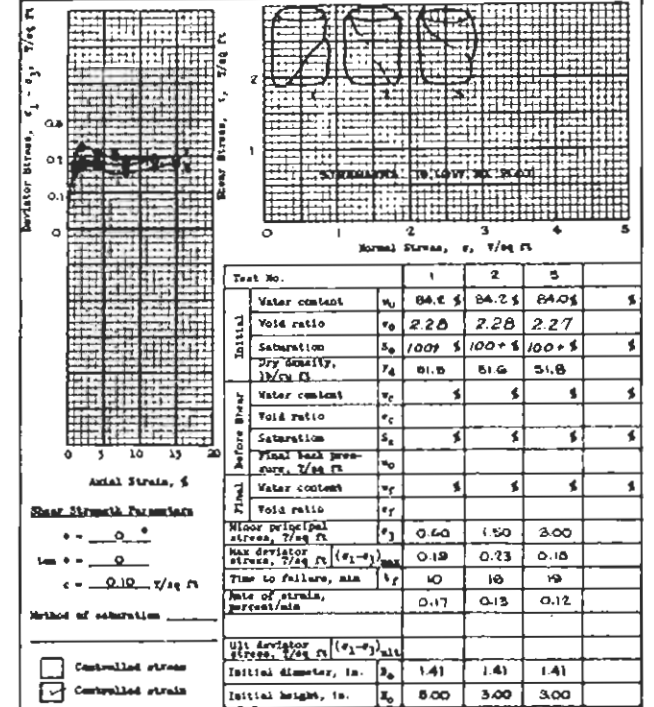 Deviator Stress, σ₁ - σ₃, T/sq ft
0.2
0.1
0.1
0
0 5 10 15 20
Axial Strain, %
Shear Stress, τ, T/sq ft
2
1
1 2 3
STRENGTHS TO LOW
PLOT
0 1 2 3 4 5
Normal Stress, σ, T/sq ft
Shear Strength Parameters
φ = 0 °
tan φ = 0
c = 0.10 T/sq ft
Method of saturation
Controlled stress
✓ Controlled strain
Test No. 1 2 3
Initial
Water content 84.2 % 84.0 % %
Void ratio e₀ 2.28 2.28 2.27
Saturation S₀ 100+ % 100+ % 100+ % %
Dry density, lb/cu ft γd 51.6 51.8
Before Shear
Water content wc % % % %
Void ratio ec
Saturation % % % %
Final back pressure, T/sq ft u₀
Final
Water content wf % % % %
Void ratio ef
Minor principal stress, T/sq ft σ₃ 0.60 1.50 3.00
Max deviator stress, T/sq ft (σ₁-σ₃)max 0.19 0.23 0.18
Time to failure, min tf 10 18 19
Rate of strain, percent/min 0.17 0.13 0.12
Ult deviator stress, T/sq ft (σ₁-σ₃)ult
Initial diameter, in. D₀ 1.41 1.41 1.41
Initial height, in. H₀ 3.00 3.00